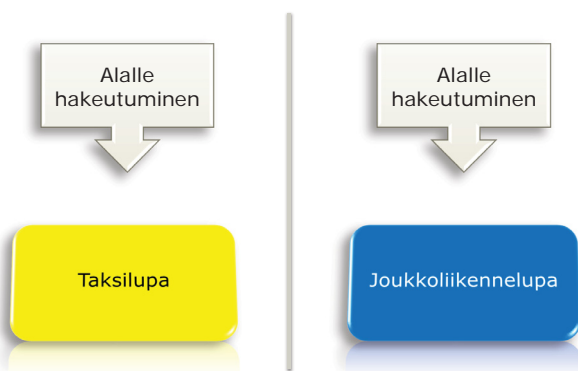 Alalle
hakeutuminen
Taksilupa
Alalle
hakeutuminen
Joukkoliikennelupa